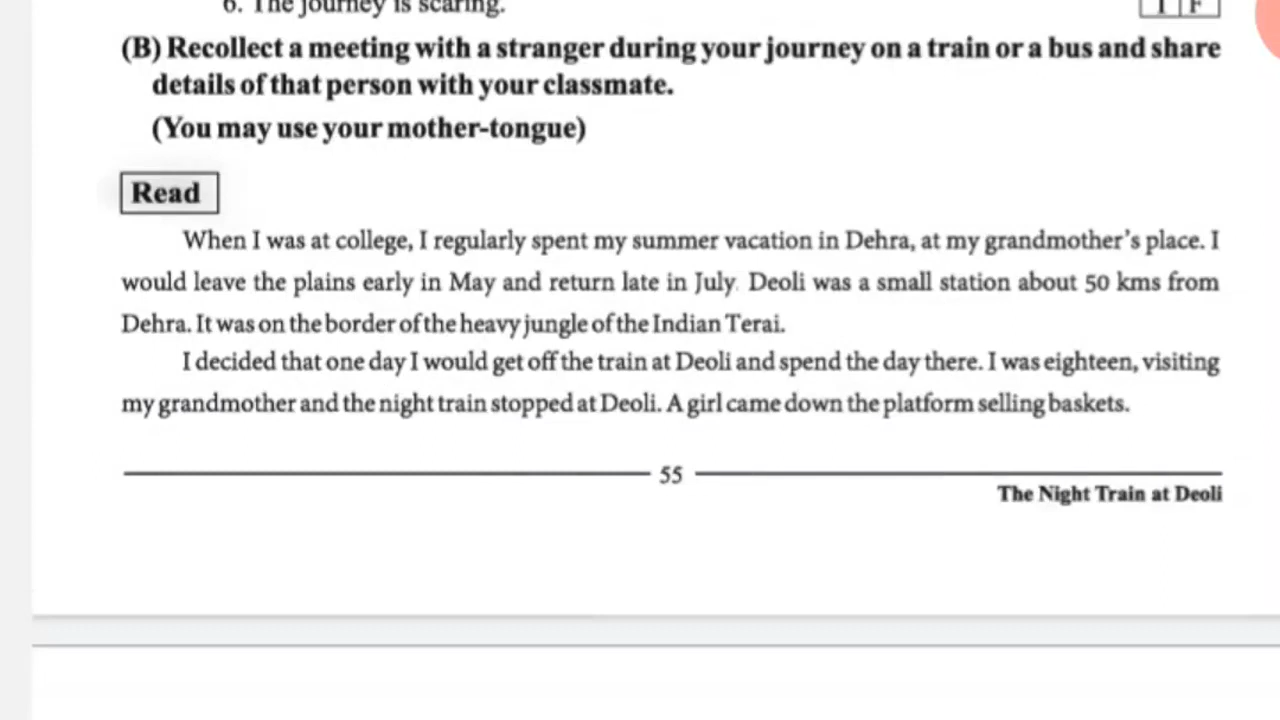 6. The journey is scaring.
T F
(B) Recollect a meeting with a stranger during your journey on a train or a bus and share
details of that person with your classmate.
(You may use your mother-tongue)
Read
When I was at college, I regularly spent my summer vacation in Dehra, at my grandmother's place. I
would leave the plains early in May and return late in July. Deoli was a small station about 50 kms from
Dehra. It was on the border of the heavy jungle of the Indian Terai.
I decided that one day I would get off the train at Deoli and spend the day there. I was eighteen, visiting
my grandmother and the night train stopped at Deoli. A girl came down the platform selling baskets.
55
The Night Train at Deoli